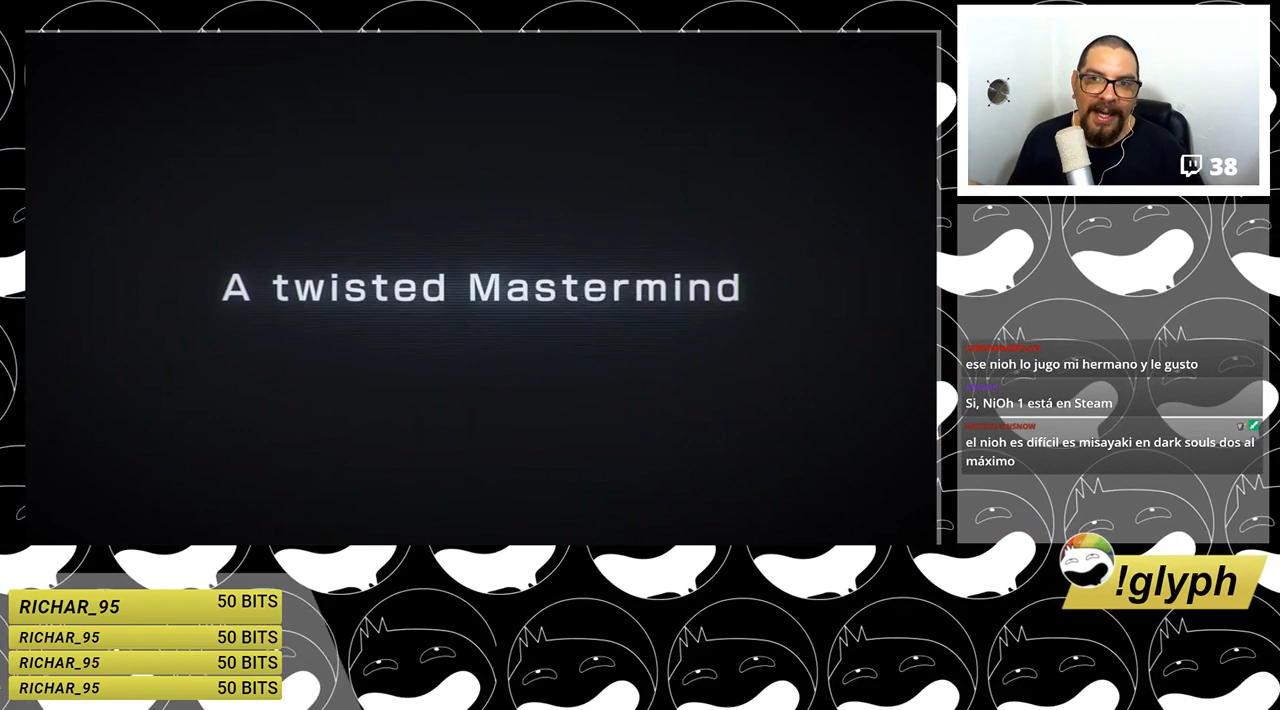 A twisted Mastermind
38
ese nioh lo jugo mi hermano y le gusto
Si, NiOh 1 está en Steam
el nioh es difícil es misayaki en dark souls dos al
máximo
!glyph
RICHAR_95 50 BITS
RICHAR_95 50 BITS
RICHAR_95 50 BITS
RICHAR_95 50 BITS